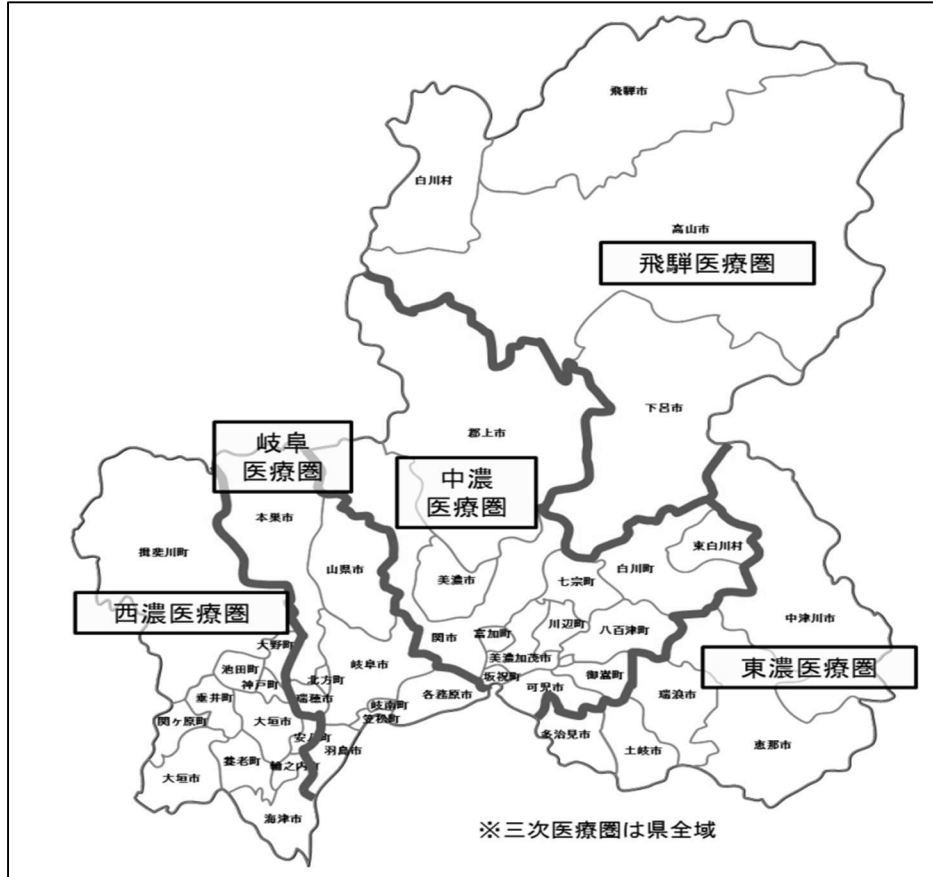 飛騨市
白川村
高山市
飛騨医療圏
下呂市
郡上市
岐阜
医療圏
中濃
医療圏
本巣市
揖斐川町
山県市
美濃市
七宗町
白川町
東白川村
西濃医療圏
中津川市
大野町
関市
富加町
川辺町
八百津町
池田町
神戸町
北方町
岐阜市
美濃加茂市
坂祝町
可児市
御嵩町
東濃医療圏
垂井町
瑞穂市
各務原市
瑞浪市
関ヶ原町
大垣市
岐南町
笠松町
羽島市
多治見市
土岐市
恵那市
大垣市
養老町
輪之内町
海津市
※三次医療圏は県全域